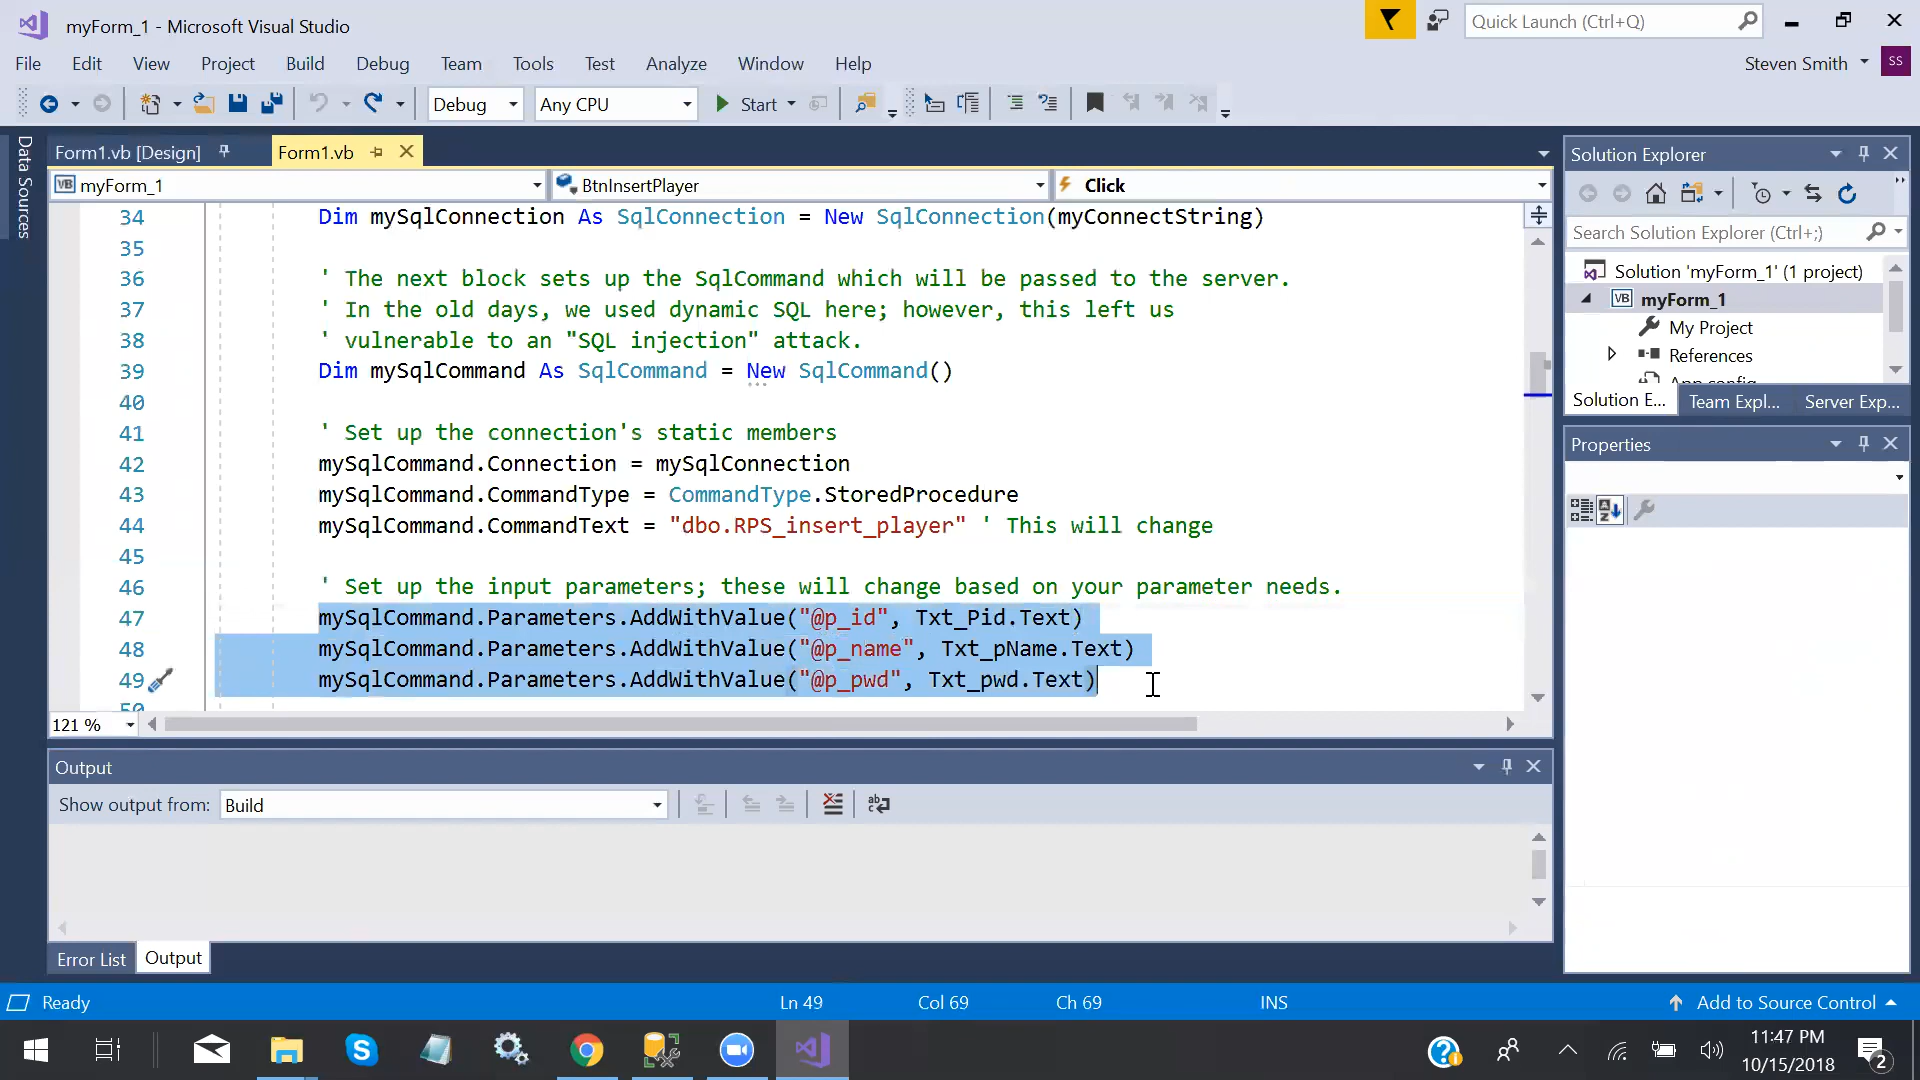 myForm_1 - Microsoft Visual Studio
Quick Launch (Ctrl+Q)
File Edit View Project Build Debug Team Tools Test Analyze Window Help
Steven Smith SS
Debug Any CPU Start
Data Sources
Form1.vb [Design] Form1.vb
VB myForm_1 BtnInsertPlayer Click
34 Dim mySqlConnection As SqlConnection = New SqlConnection(myConnectString)
35
36 ' The next block sets up the SqlCommand which will be passed to the server.
37 ' In the old days, we used dynamic SQL here; however, this left us
38 ' vulnerable to an "SQL injection" attack.
39 Dim mySqlCommand As SqlCommand = New SqlCommand()
40
41 ' Set up the connection's static members
42 mySqlCommand.Connection = mySqlConnection
43 mySqlCommand.CommandType = CommandType.StoredProcedure
44 mySqlCommand.CommandText = "dbo.RPS_insert_player" ' This will change
45
46 ' Set up the input parameters; these will change based on your parameter needs.
47 mySqlCommand.Parameters.AddWithValue("@p_id", Txt_Pid.Text)
48 mySqlCommand.Parameters.AddWithValue("@p_name", Txt_pName.Text)
49 mySqlCommand.Parameters.AddWithValue("@p_pwd", Txt_pwd.Text)
50
121 %
Solution Explorer
Search Solution Explorer (Ctrl+;)
Solution 'myForm_1' (1 project)
VB myForm_1
My Project
References
App.config
Solution E... Team Expl... Server Exp...
Properties
Output
Show output from: Build
Error List Output
Ready Ln 49 Col 69 Ch 69 INS Add to Source Control
11:47 PM
10/15/2018
2